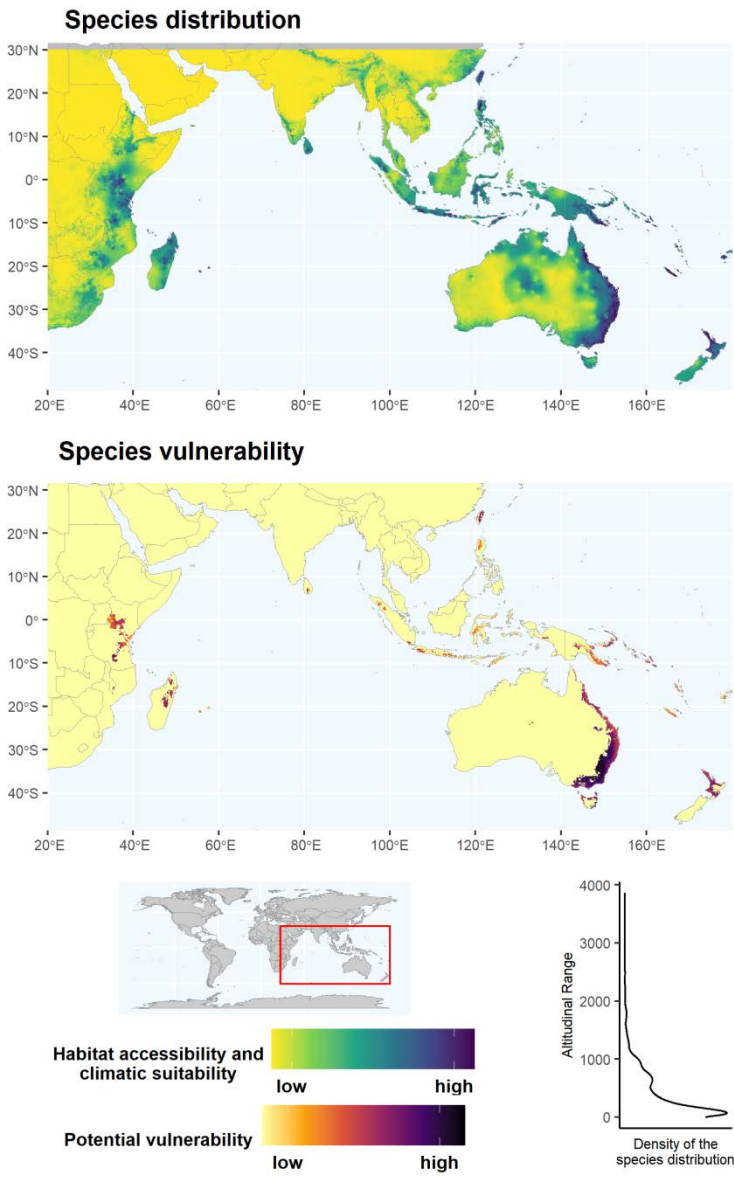 Species distribution
30°N
20°N
10°N
0°
10°S
20°S
30°S
40°S
20°E 40°E 60°E 80°E 100°E 120°E 140°E 160°E
Species vulnerability
30°N
20°N
10°N
0°
10°S
20°S
30°S
40°S
20°E 40°E 60°E 80°E 100°E 120°E 140°E 160°E
Habitat accessibility and
climatic suitability
low high
Potential vulnerability
low high
4000
3000
2000
1000
0
Altitudinal Range
Density of the
species distribution